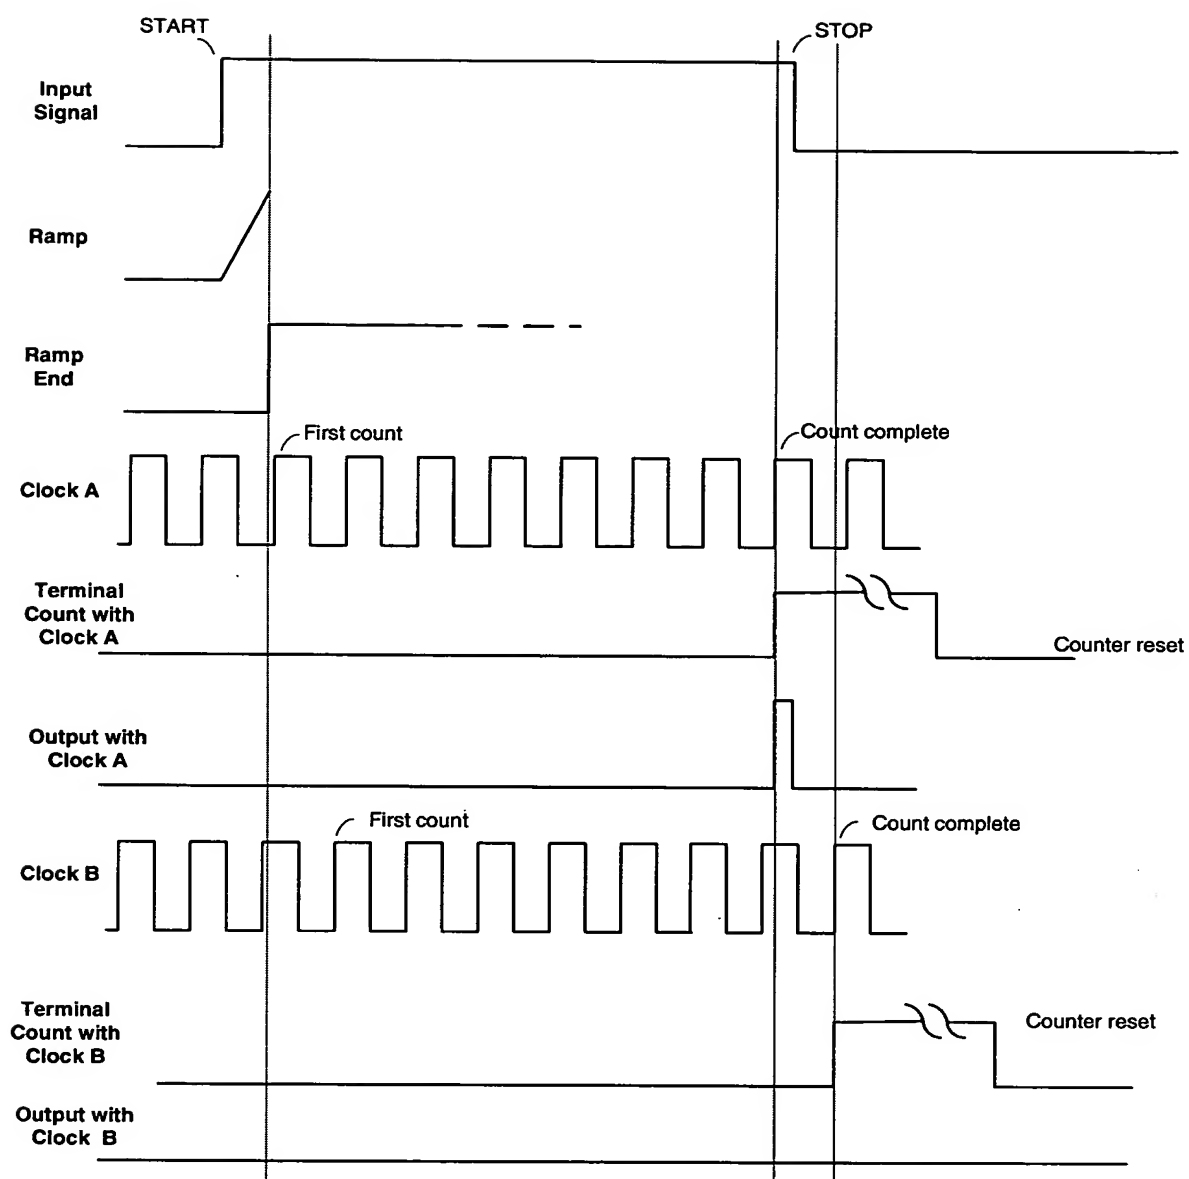 START
STOP
Input
Signal
Ramp
Ramp
End
First count
Count complete
Clock A
Terminal
Count with
Clock A
Counter reset
Output with
Clock A
First count
Count complete
Clock B
Terminal
Count with
Clock B
Counter reset
Output with
Clock B